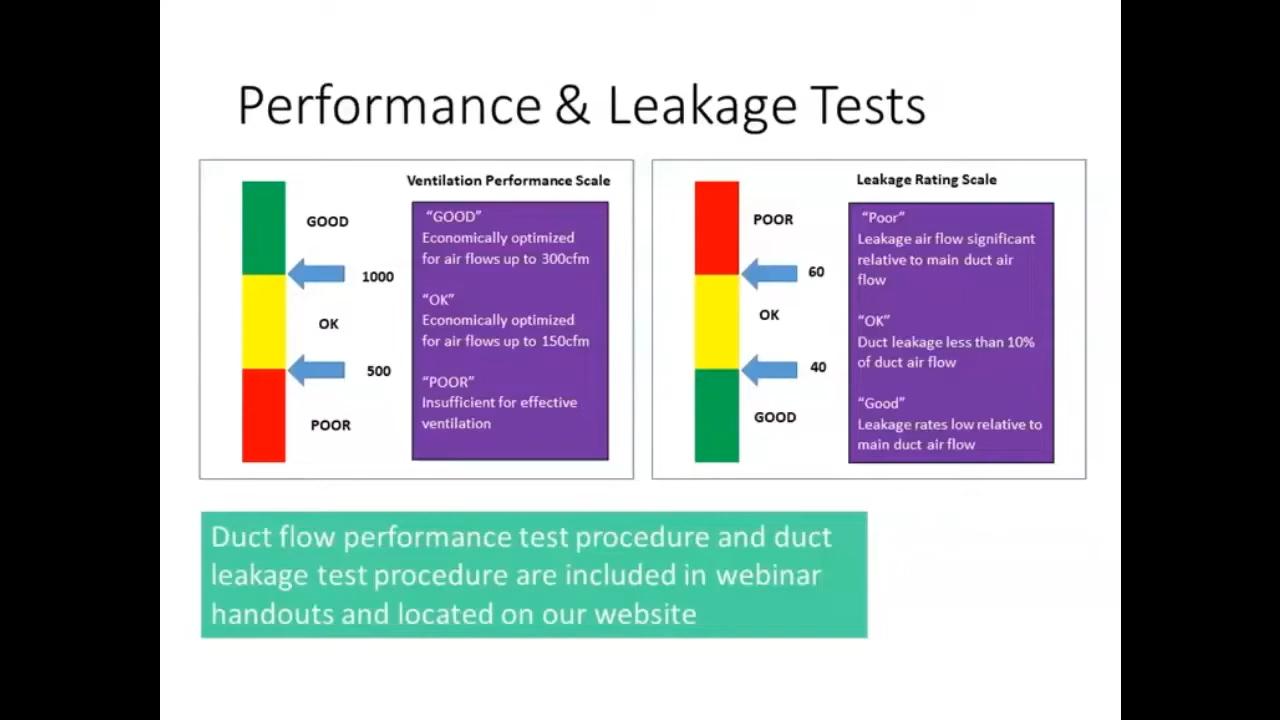 Performance & Leakage Tests
Ventilation Performance Scale
GOOD
1000
OK
500
POOR
“GOOD”
Economically optimized
for air flows up to 300cfm
“OK”
Economically optimized
for air flows up to 150cfm
“POOR”
Insufficient for effective
ventilation
Leakage Rating Scale
POOR
60
OK
40
GOOD
“Poor”
Leakage air flow significant
relative to main duct air
flow
“OK”
Duct leakage less than 10%
of duct air flow
“Good”
Leakage rates low relative to
main duct air flow
Duct flow performance test procedure and duct
leakage test procedure are included in webinar
handouts and located on our website